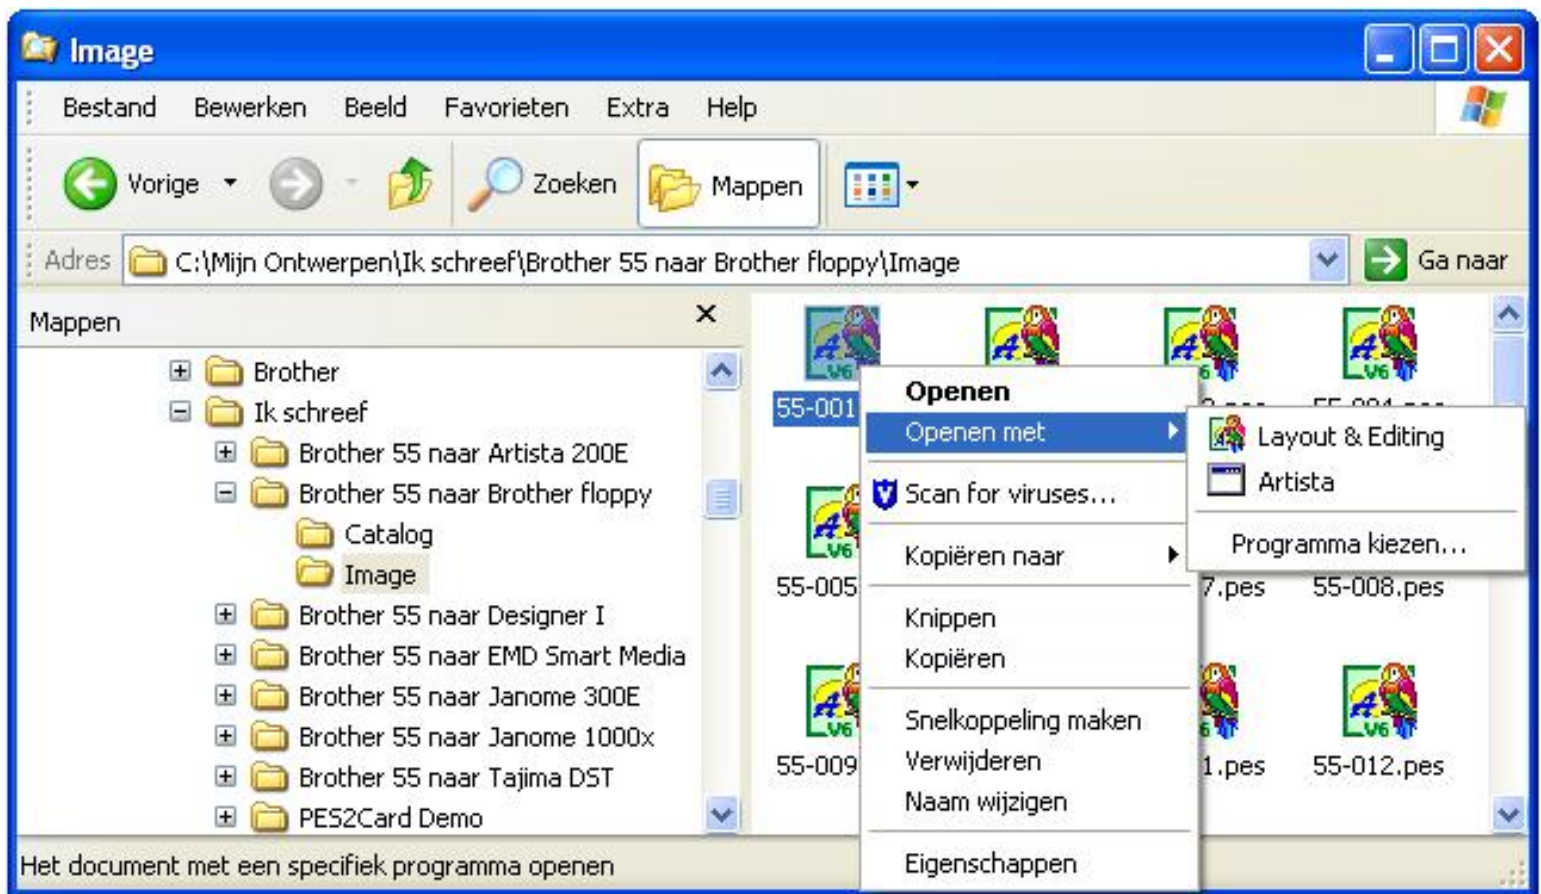 Image
Bestand Bewerken Beeld Favorieten Extra Help
Vorige Zoeken Mappen
Adres C:\Mijn Ontwerpen\Ik schreef\Brother 55 naar Brother floppy\Image Ga naar
Mappen
Brother
Ik schreef
Brother 55 naar Artista 200E
Brother 55 naar Brother floppy
Catalog
Image
Brother 55 naar Designer I
Brother 55 naar EMD Smart Media
Brother 55 naar Janome 300E
Brother 55 naar Janome 1000x
Brother 55 naar Tajima DST
PES2Card Demo
55-001
55-005
7.pes
55-008.pes
55-009
1.pes
55-012.pes
Openen
Openen met
Scan for viruses...
Kopiëren naar
Knippen
Kopiëren
Snelkoppeling maken
Verwijderen
Naam wijzigen
Eigenschappen
Layout & Editing
Artista
Programma kiezen...
Het document met een specifiek programma openen